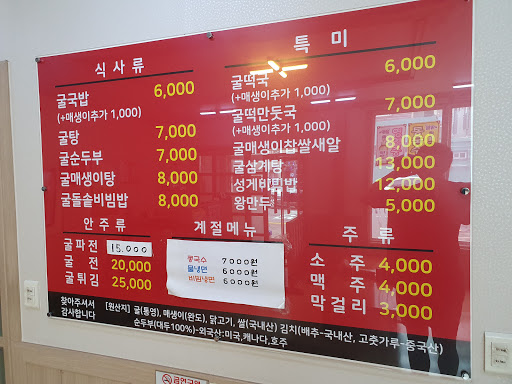 식사류
굴국밥 6,000
(+매생이추가 1,000)
굴탕 7,000
굴순두부 7,000
굴매생이탕 8,000
굴돌솥비빔밥 8,000
특미
굴떡국 6,000
(+매생이추가 1,000)
굴떡만둣국 7,000
(+매생이추가 1,000)
굴매생이찹쌀새알 8,000
굴삼계탕 13,000
성게비빔밥 12,000
왕만두 5,000
안주류
굴파전 15,000
굴전 20,000
굴튀김 25,000
계절메뉴
콩국수 7000원
물냉면 6000원
비빔냉면 6000원
주류
소주 4,000
맥주 4,000
막걸리 3,000
찾아주셔서
감사합니다
[원산지] 굴(통영), 매생이(완도), 닭고기, 쌀(국내산) 김치(배추-국내산, 고춧가루-중국산)
순두부(대두100%)-외국산:미국,캐나다,호주